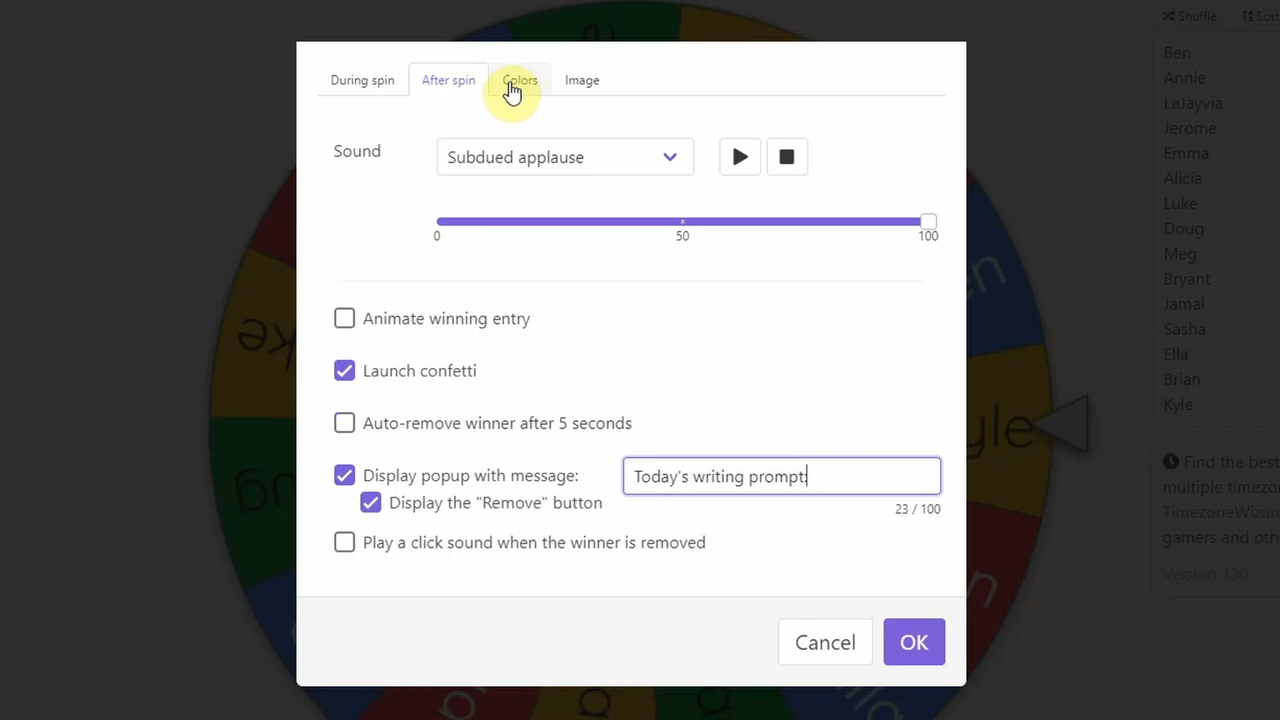 Shuffle
During spin
After spin
Colors
Image
Ben
Annie
Sound
Subdued applause
LaJayvia
Jerome
Emma
Alicia
Luke
0
50
100
Doug
Meg
Bryant
Jamal
Animate winning entry
Sasha
Ella
Launch confetti
Brian
Kyle
Auto-remove winner after 5 seconds
yle
Display popup with message:
Today's writing prompt:
Find the best
Display the "Remove" button
23 / 100
multiple timezo
TimezoneWiza
Play a click sound when the winner is removed
gamers and oth
Version 130
Cancel
OK